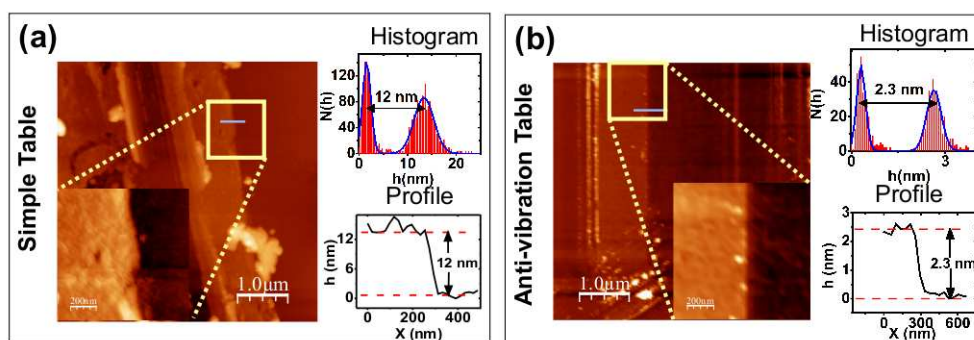 (a)
Simple Table
Histogram
N(h)
120
80
40
0
12 nm
0 10 20
h(nm)
Profile
h (nm)
12
6
0
12 nm
0 200 400
X (nm)
200nm
1.0μm
(b)
Anti-vibration Table
Histogram
N(h)
60
40
20
0
2.3 nm
0 3
h(nm)
Profile
h (nm)
3
2
1
0
2.3 nm
0 300 600
X (nm)
1.0μm
200nm